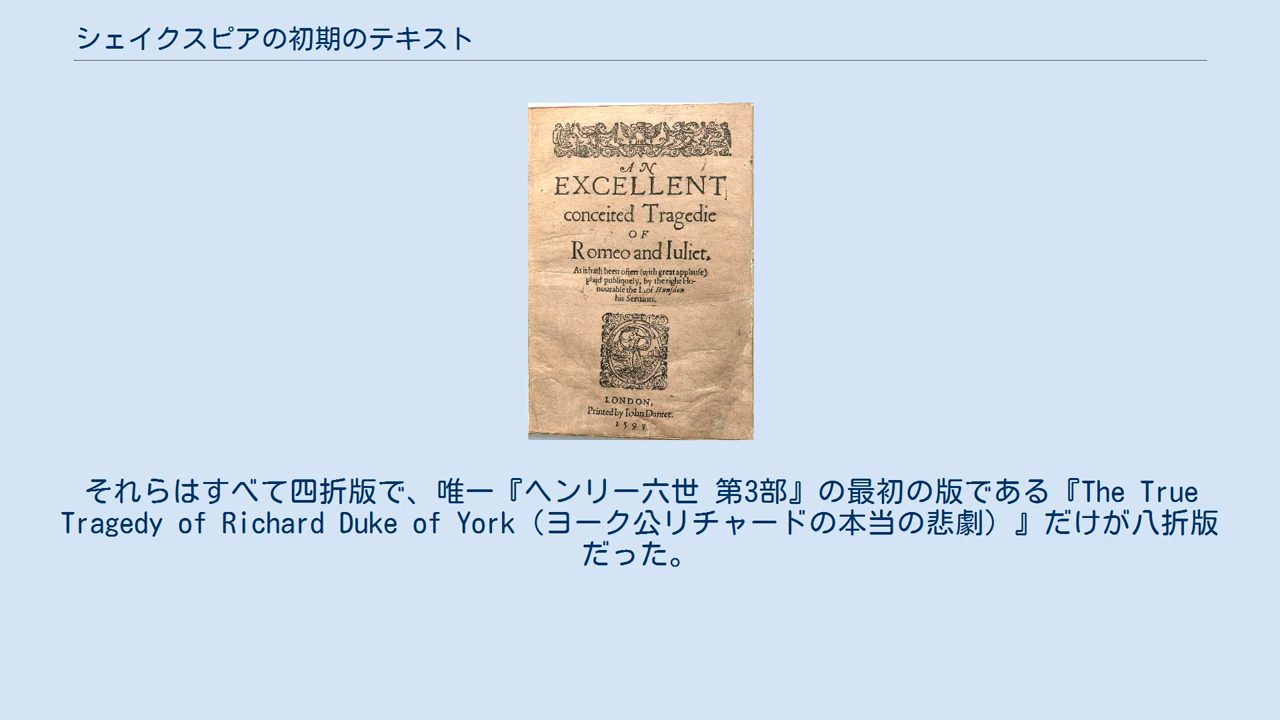 シェイクスピアの初期のテキスト
AN
EXCELLENT
conceited Tragedie
OF
Romeo and Iuliet.
As it hath been often (with great applause)
plaid publiquely, by the right Ho-
nourable the L. of Hunsdon
his Seruants.
LONDON,
Printed by Iohn Danter.
1597
それらはすべて四折版で、唯一『ヘンリー六世 第3部』の最初の版である『The True
Tragedy of Richard Duke of York（ヨーク公リチャードの本当の悲劇）』だけが八折版
だった。